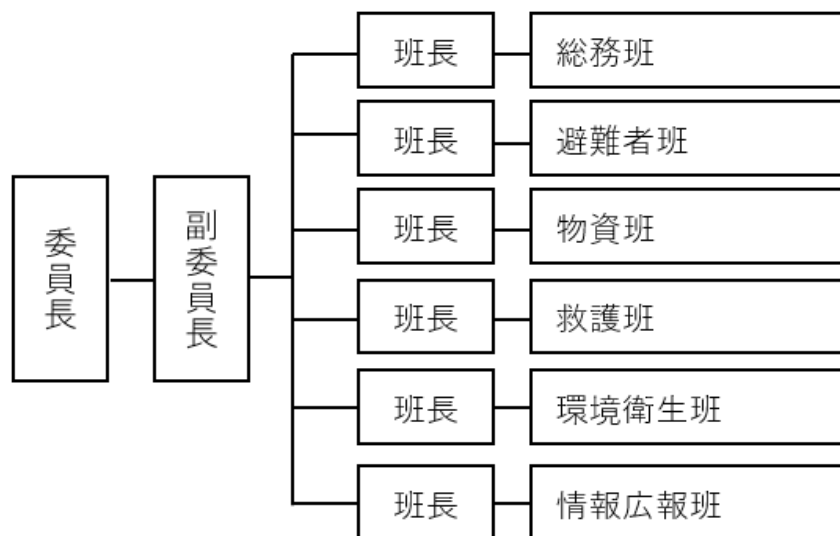 委員長
副委員長
班長
総務班
班長
避難者班
班長
物資班
班長
救護班
班長
環境衛生班
班長
情報広報班